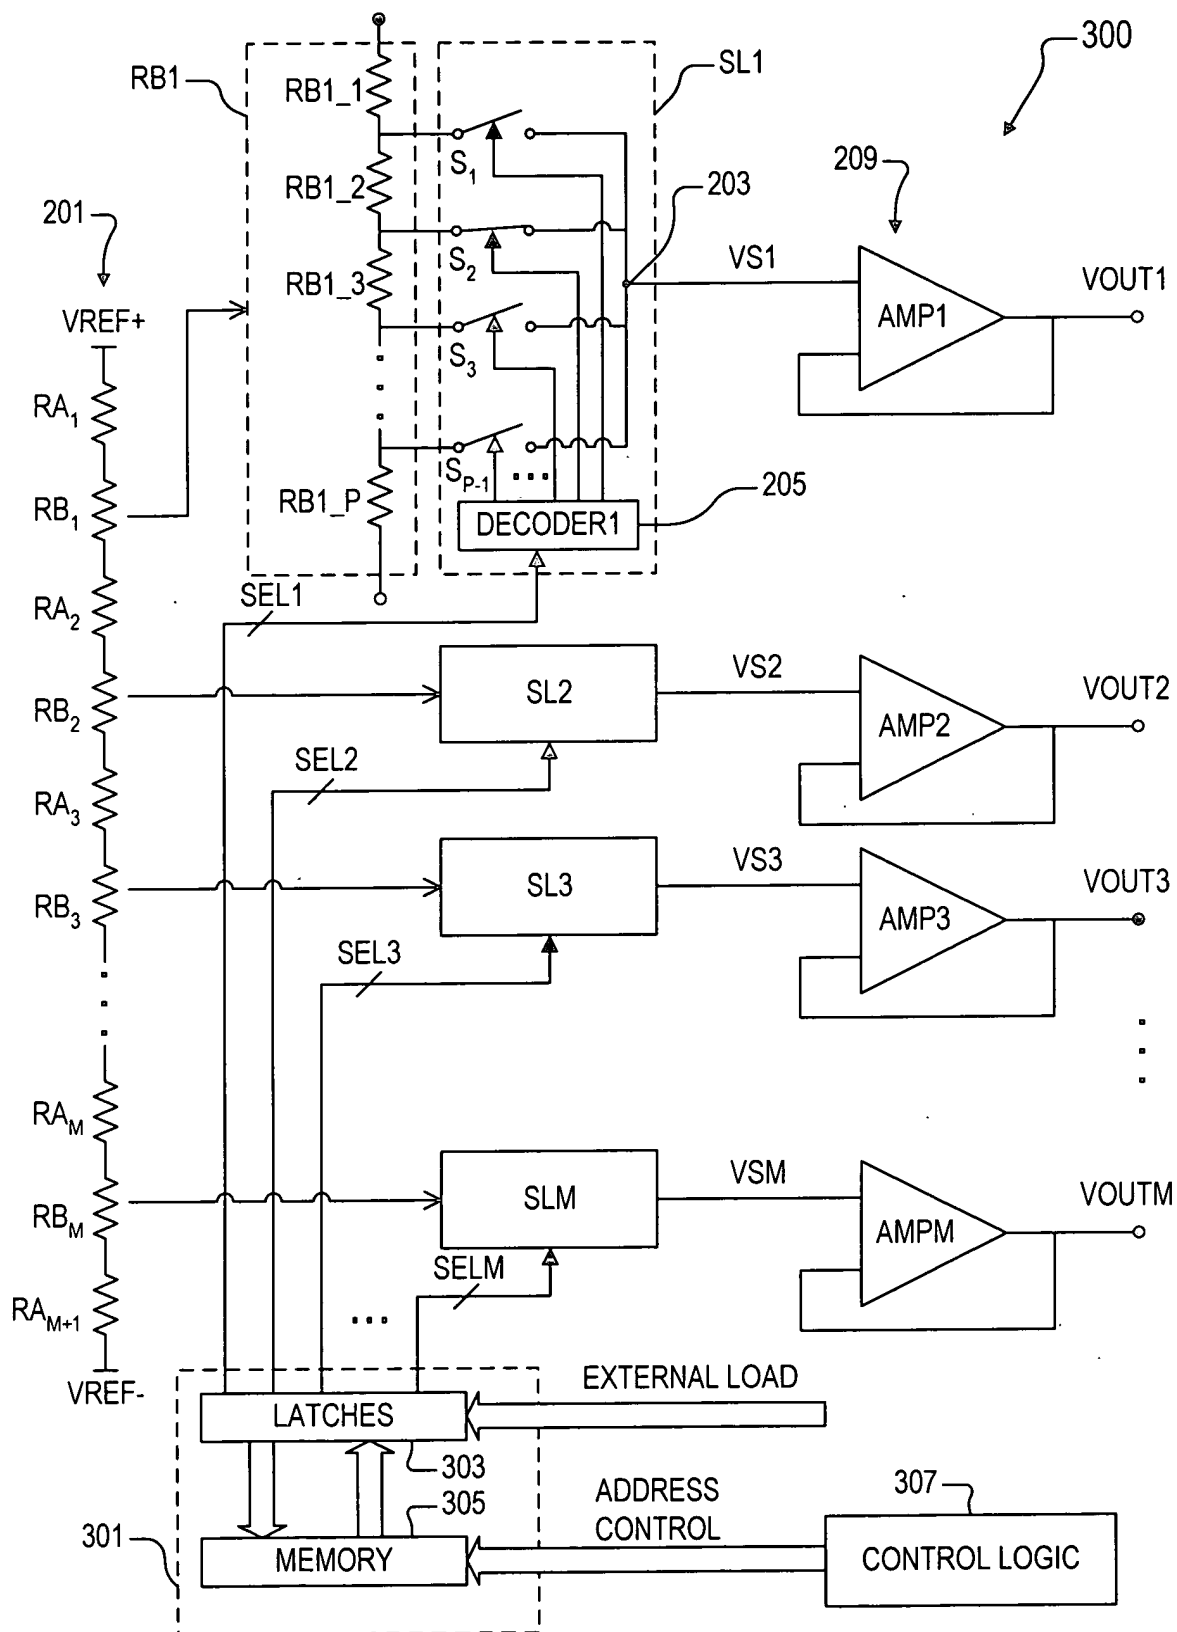 300
RB1
RB1_1
SL1
S1
RB1_2
209
203
201
S2
VS1
RB1_3
VOUT1
AMP1
VREF+
S3
RA1
SP-1
205
RB1_P
RB1
DECODER1
SEL1
RA2
VS2
SL2
VOUT2
RB2
AMP2
SEL2
RA3
VS3
SL3
VOUT3
RB3
AMP3
SEL3
RAM
VSM
SLM
VOUTM
RBM
AMPM
SELM
RAM+1
EXTERNAL LOAD
VREF-
LATCHES
303
307
305
ADDRESS
CONTROL
301
MEMORY
CONTROL LOGIC